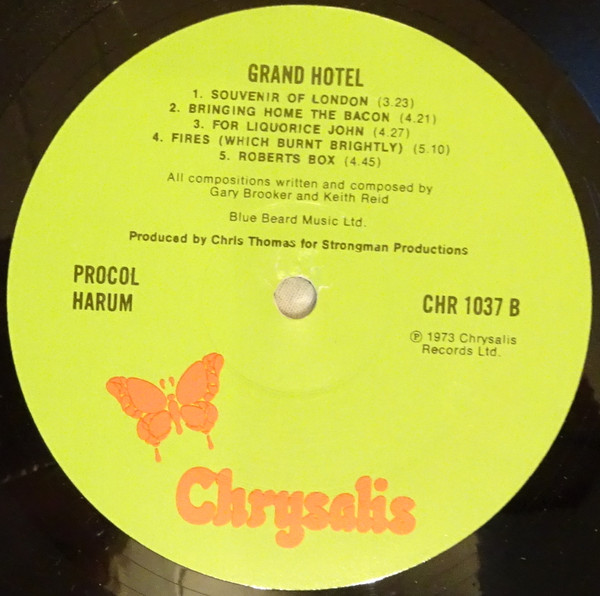 GRAND HOTEL
1. SOUVENIR OF LONDON (3.23)
2. BRINGING HOME THE BACON (4.21)
3. FOR LIQUORICE JOHN (4.27)
4. FIRES (WHICH BURNT BRIGHTLY) (5.10)
5. ROBERTS BOX (4.45)
All compositions written and composed by
Gary Brooker and Keith Reid
Blue Beard Music Ltd.
Produced by Chris Thomas for Strongman Productions
PROCOL
HARUM
CHR 1037 B
℗ 1973 Chrysalis
Records Ltd.
Chrysalis